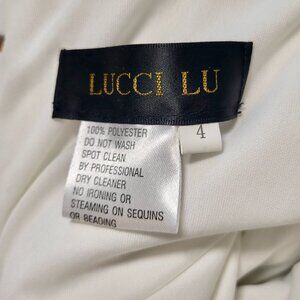 LUCCI LU
4
100% POLYESTER
DO NOT WASH
SPOT CLEAN
BY PROFESSIONAL
DRY CLEANER
NO IRONING OR
STEAMING ON SEQUINS
OR BEADING